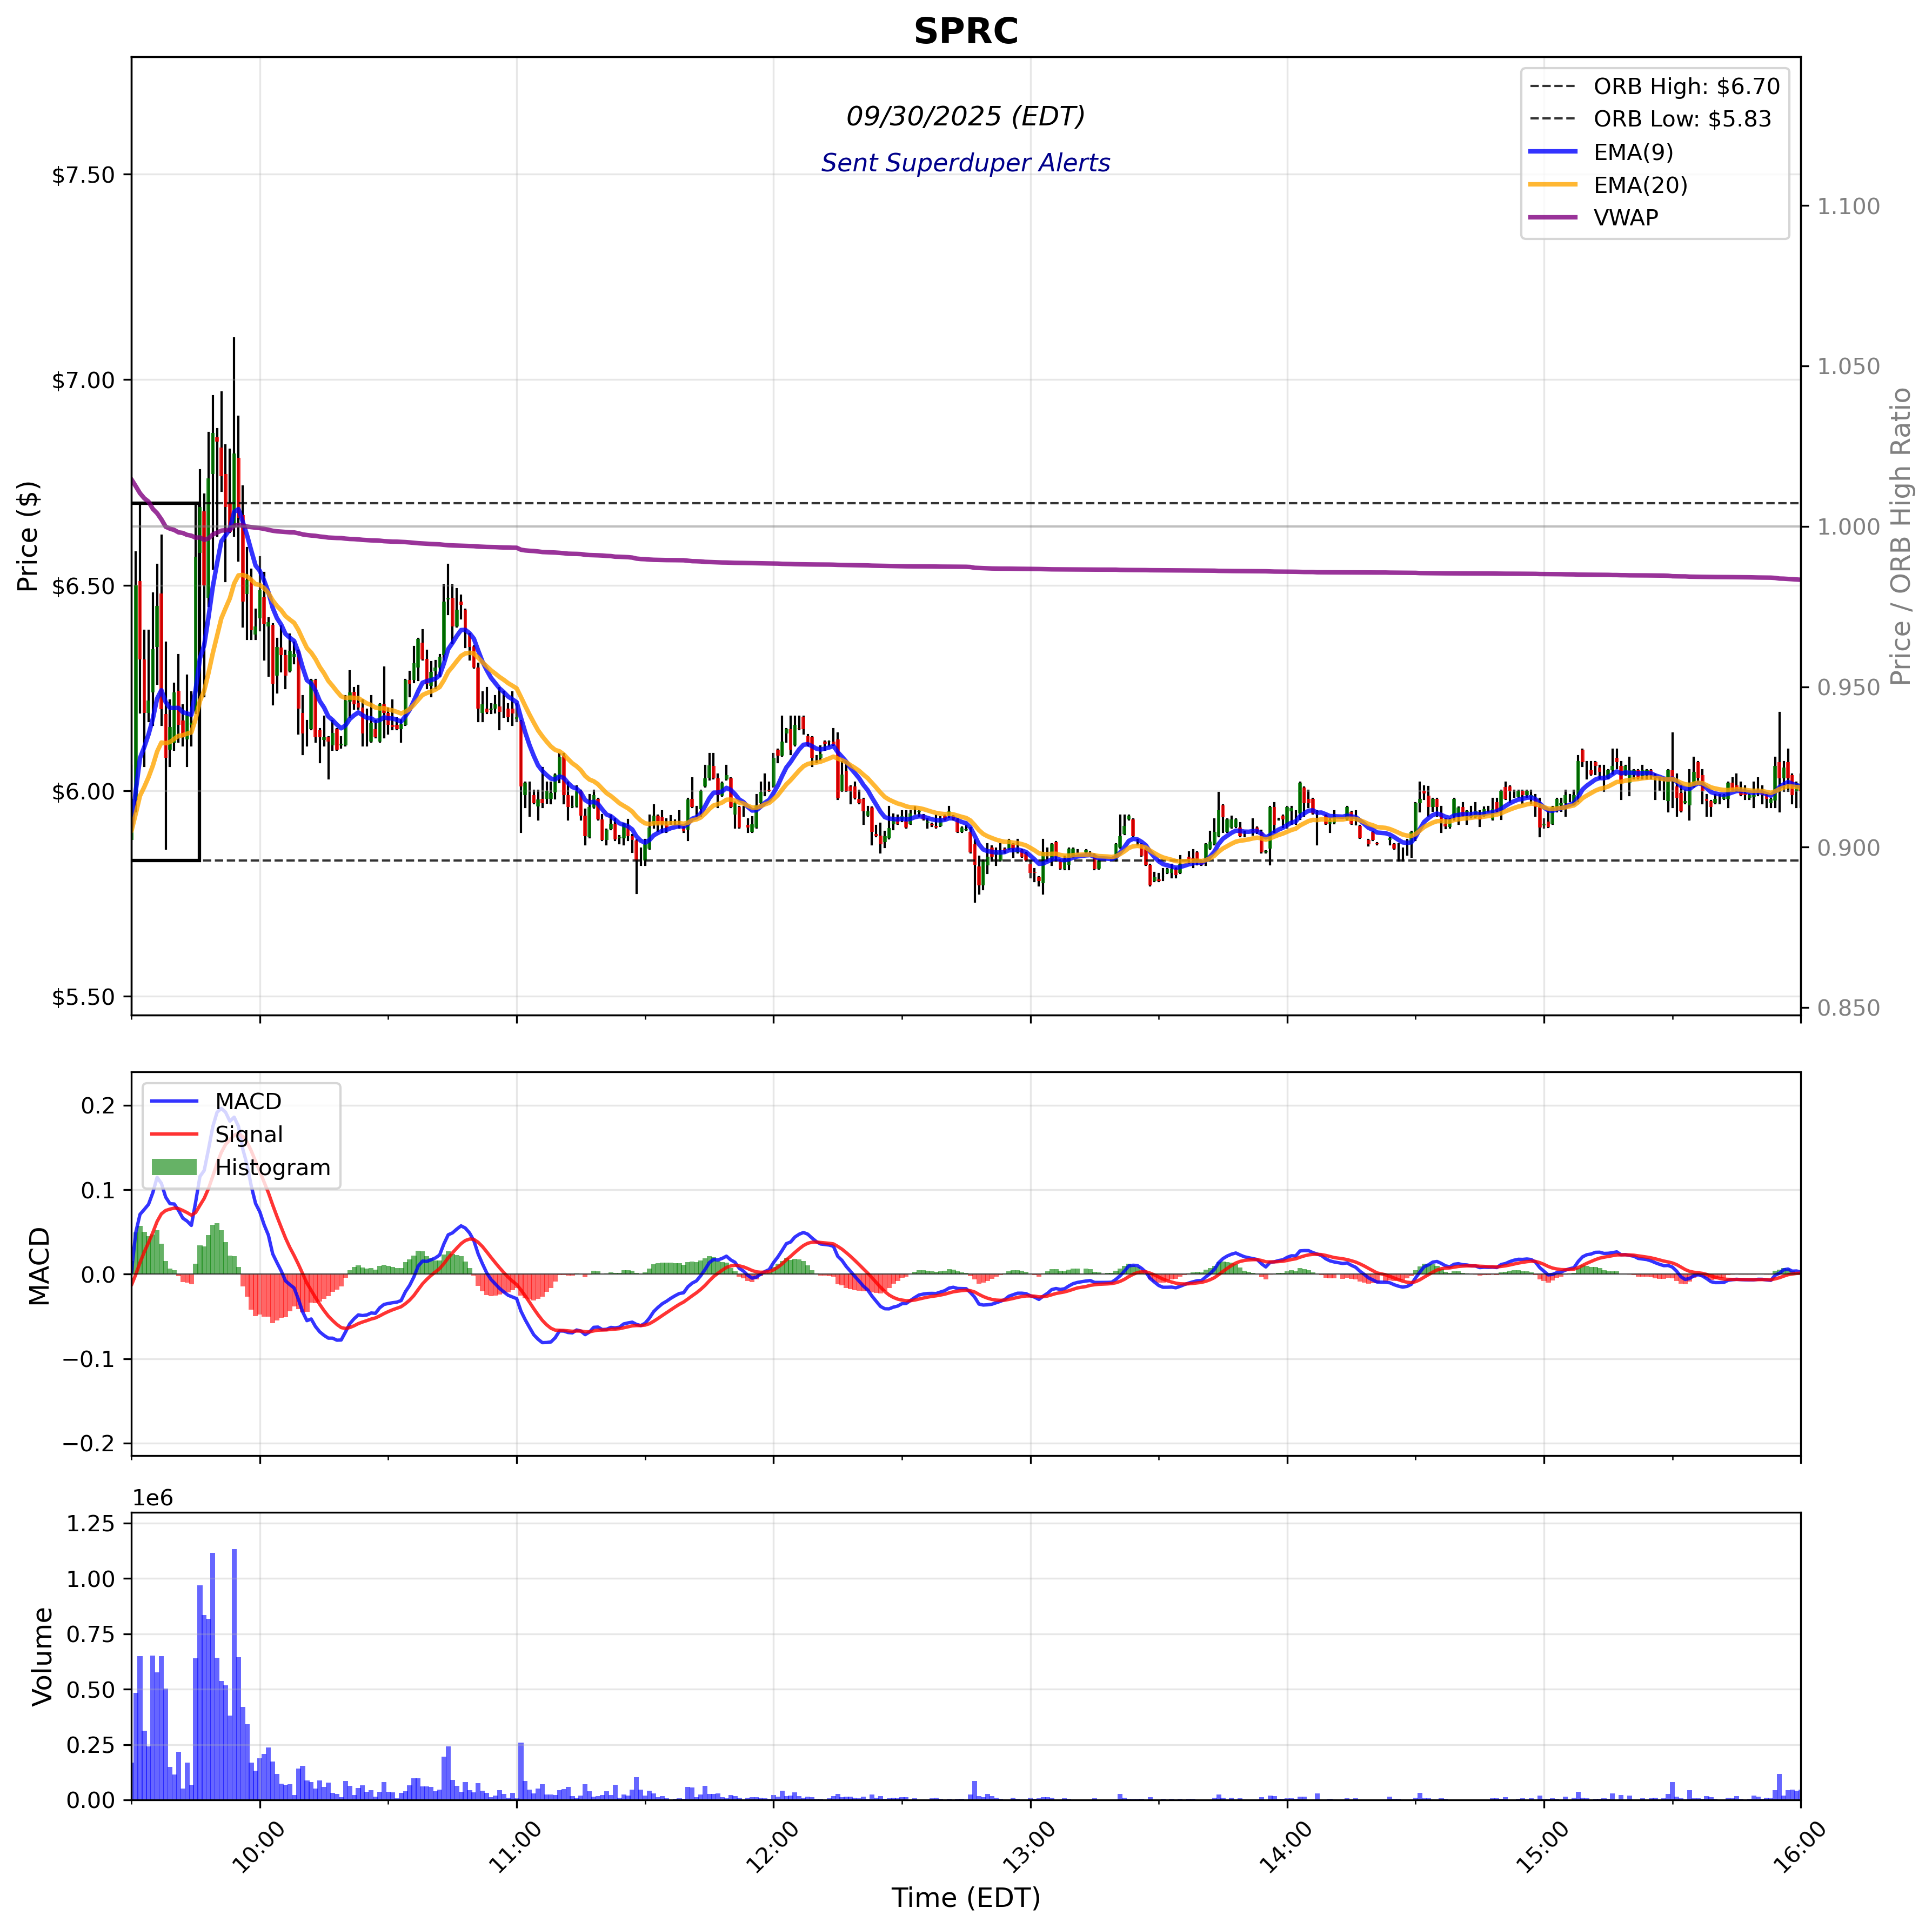 SPRC
09/30/2025 (EDT)
Sent Superduper Alerts
ORB High: $6.70
ORB Low: $5.83
EMA(9)
EMA(20)
VWAP
Price ($)
$7.50
$7.00
$6.50
$6.00
$5.50
1.100
1.050
1.000
0.950
0.900
0.850
Price / ORB High Ratio
MACD
Signal
Histogram
MACD
0.2
0.1
0.0
−0.1
−0.2
1e6
Volume
1.25
1.00
0.75
0.50
0.25
0.00
10:00
11:00
12:00
13:00
14:00
15:00
16:00
Time (EDT)